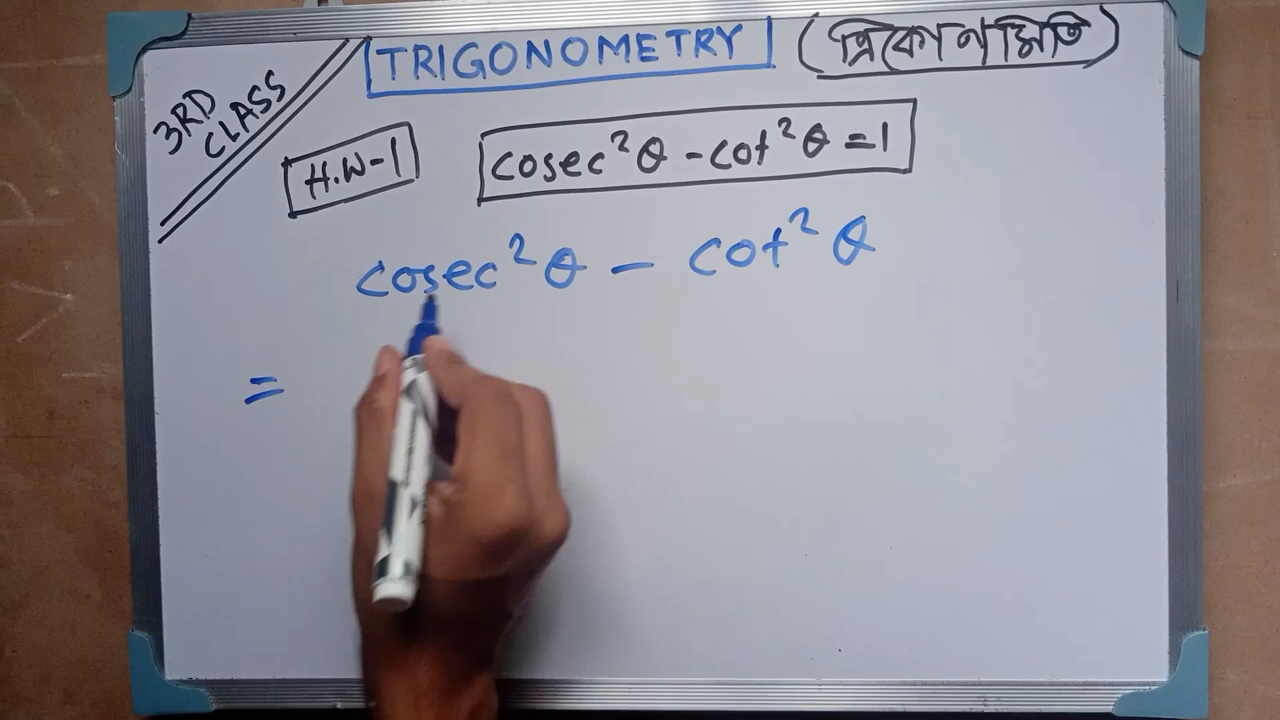 3RD CLASS
TRIGONOMETRY (ত্রিকোণমিতি)
H.W-1 cosec²θ - cot²θ = 1
cosec²θ - cot²θ
=